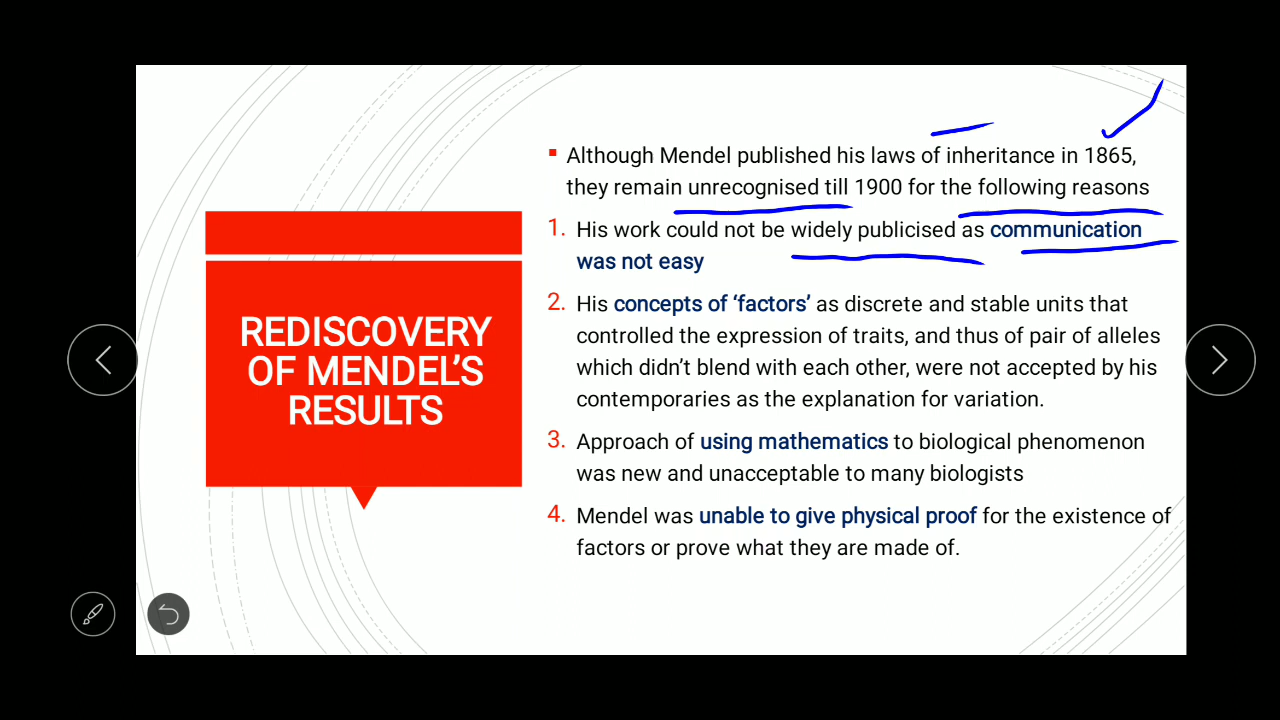 REDISCOVERY
OF MENDEL'S
RESULTS
▪ Although Mendel published his laws of inheritance in 1865,
they remain unrecognised till 1900 for the following reasons
1. His work could not be widely publicised as communication
was not easy
2. His concepts of ‘factors’ as discrete and stable units that
controlled the expression of traits, and thus of pair of alleles
which didn’t blend with each other, were not accepted by his
contemporaries as the explanation for variation.
3. Approach of using mathematics to biological phenomenon
was new and unacceptable to many biologists
4. Mendel was unable to give physical proof for the existence of
factors or prove what they are made of.